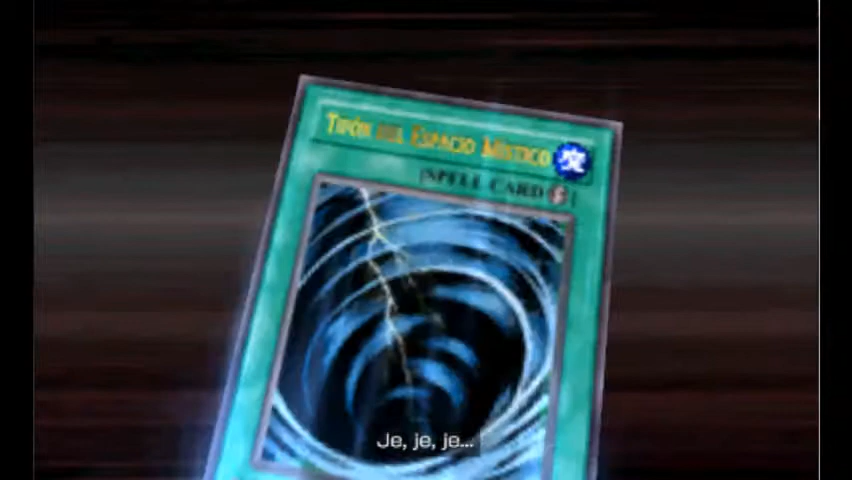 TIFÓN DEL ESPACIO MÍSTICO
[SPELL CARD]
Je, je, je...